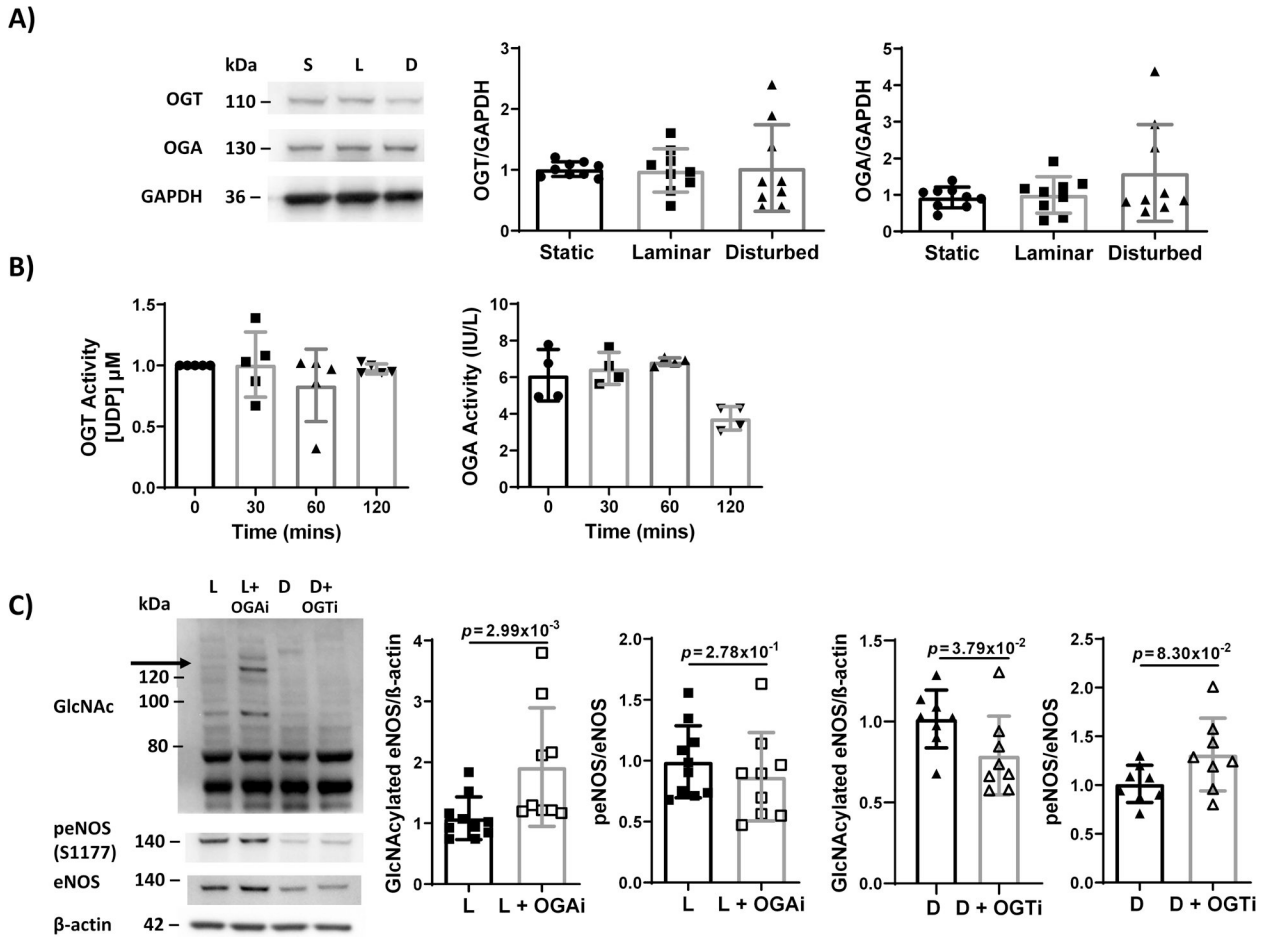 A)
kDa S L D
OGT 110 –
OGA 130 –
GAPDH 36 –
OGT/GAPDH
3
2
1
0
Static Laminar Disturbed
OGA/GAPDH
5
4
3
2
1
0
Static Laminar Disturbed
B)
OGT Activity
[UDP] µM
1.5
1.0
0.5
0.0
0 30 60 120
Time (mins)
OGA Activity (IU/L)
10
8
6
4
2
0
0 30 60 120
Time (mins)
C)
kDa
L L+ D D+
OGAi OGTi
120 –
100 –
GlcNAc
80 –
peNOS
(S1177)
140 –
eNOS
140 –
β-actin 42 –
GlcNAcylated eNOS/ß-actin
4
3
2
1
0
p=2.99x10-3
L L + OGAi
peNOS/eNOS
2.0
1.5
1.0
0.5
0.0
p=2.78x10-1
L L + OGAi
GlcNAcylated eNOS/ß-actin
1.5
1.0
0.5
0.0
p=3.79x10-2
D D + OGTi
peNOS/eNOS
2.5
2.0
1.5
1.0
0.5
0.0
p=8.30x10-2
D D + OGTi